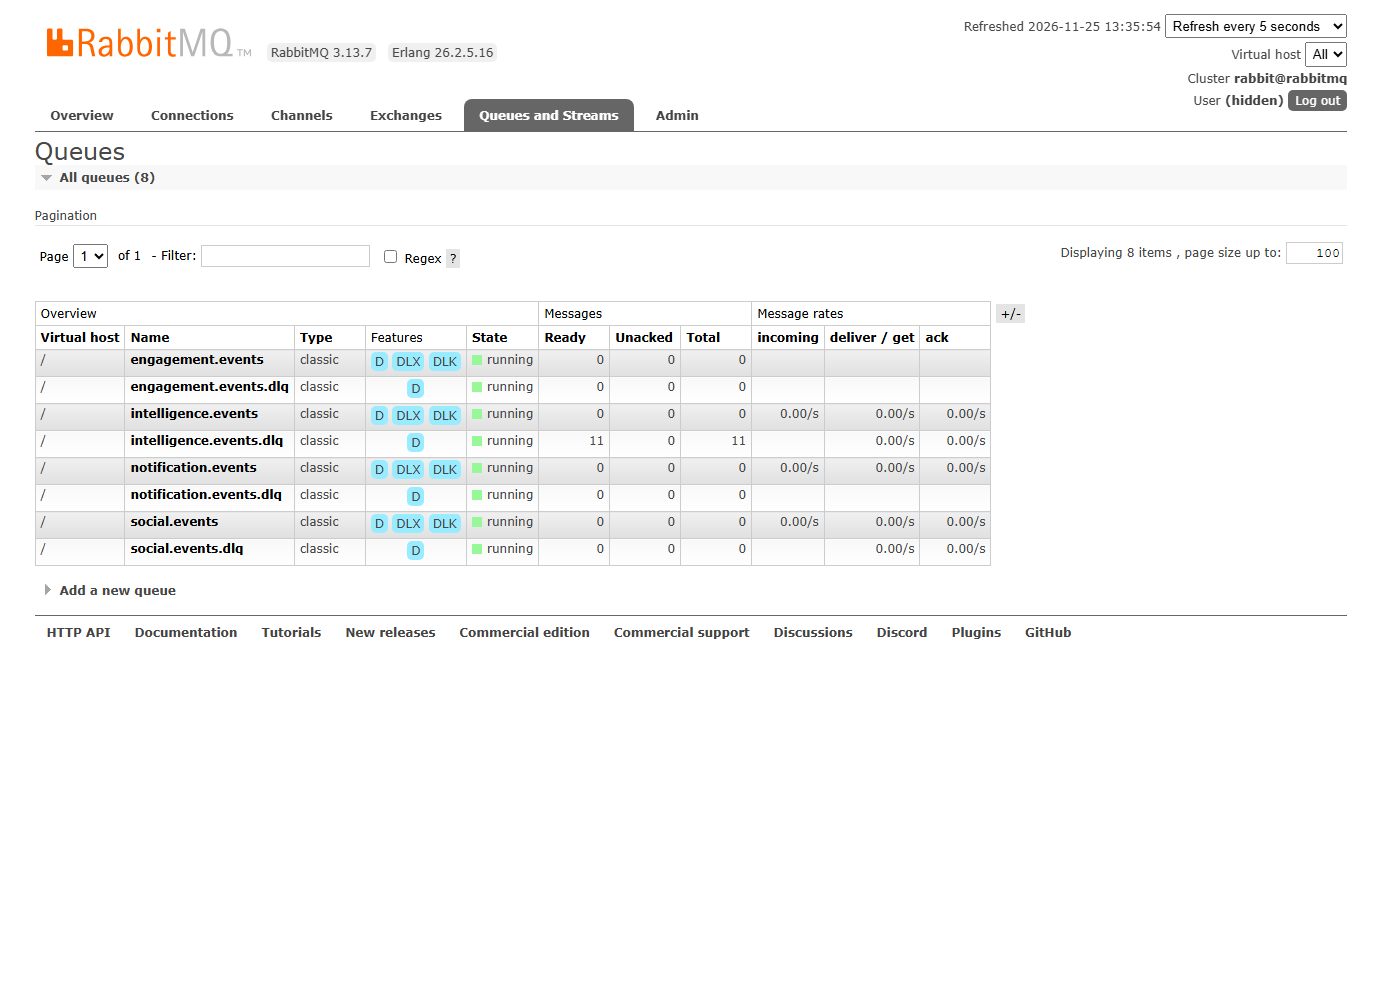 RabbitMQ TM RabbitMQ 3.13.7 Erlang 26.2.5.16
Refreshed 2026-11-25 13:35:54 Refresh every 5 seconds
Virtual host All
Cluster rabbit@rabbitmq
User (hidden) Log out
Overview Connections Channels Exchanges Queues and Streams Admin
Queues
All queues (8)
Pagination
Page 1 of 1 - Filter: Regex ? Displaying 8 items , page size up to: 100
Overview Messages Message rates +/-
Virtual host Name Type Features State Ready Unacked Total incoming deliver / get ack
/ engagement.events classic D DLX DLK running 0 0 0
/ engagement.events.dlq classic D running 0 0 0
/ intelligence.events classic D DLX DLK running 0 0 0 0.00/s 0.00/s 0.00/s
/ intelligence.events.dlq classic D running 11 0 11 0.00/s 0.00/s
/ notification.events classic D DLX DLK running 0 0 0 0.00/s 0.00/s 0.00/s
/ notification.events.dlq classic D running 0 0 0
/ social.events classic D DLX DLK running 0 0 0 0.00/s 0.00/s 0.00/s
/ social.events.dlq classic D running 0 0 0 0.00/s 0.00/s
Add a new queue
HTTP API Documentation Tutorials New releases Commercial edition Commercial support Discussions Discord Plugins GitHub